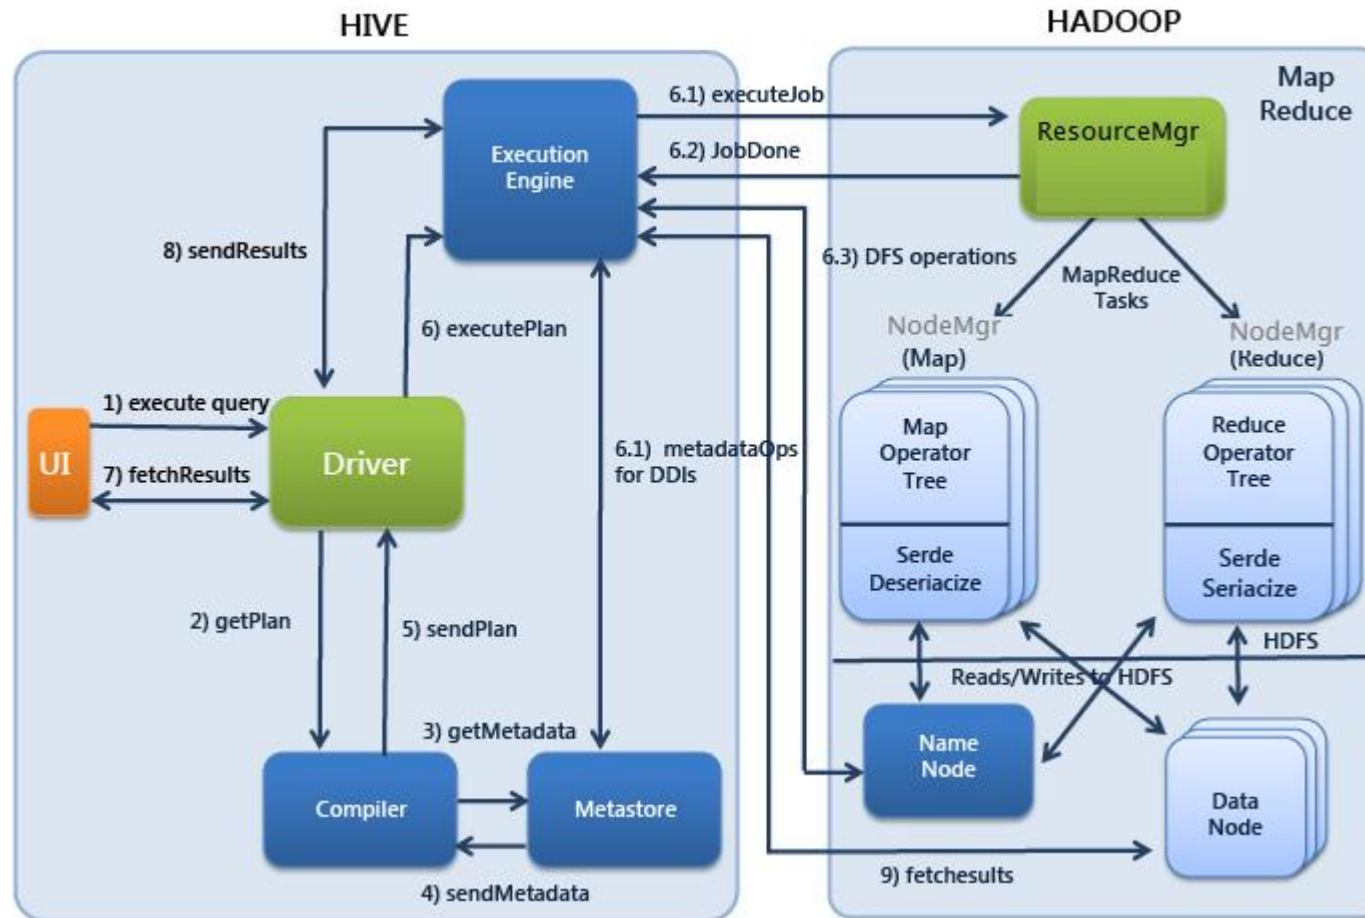 HIVE
HADOOP
Map
Reduce
6.1) executeJob
ResourceMgr
Execution
Engine
6.2) JobDone
8) sendResults
6.3) DFS operations
MapReduce
Tasks
6) executePlan
NodeMgr
(Map)
NodeMgr
(Reduce)
1) execute query
UI
Driver
7) fetchResults
6.1) metadataOps
for DDIs
Map
Operator
Tree
Reduce
Operator
Tree
Serde
Deseriacize
Serde
Seriacize
2) getPlan
5) sendPlan
HDFS
Reads/Writes to HDFS
3) getMetadata
Name
Node
Compiler
Metastore
Data
Node
4) sendMetadata
9) fetchesults